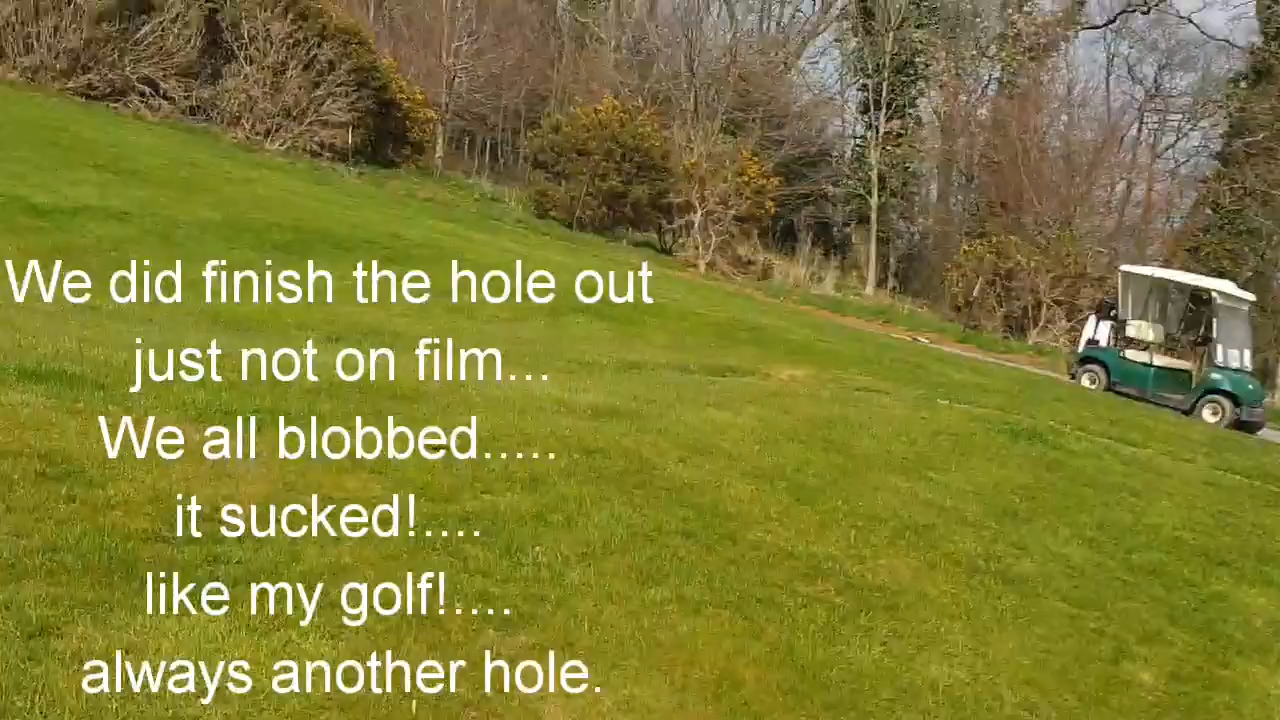 We did finish the hole out
just not on film...
We all blobbed.....
it sucked!....
like my golf!....
always another hole.